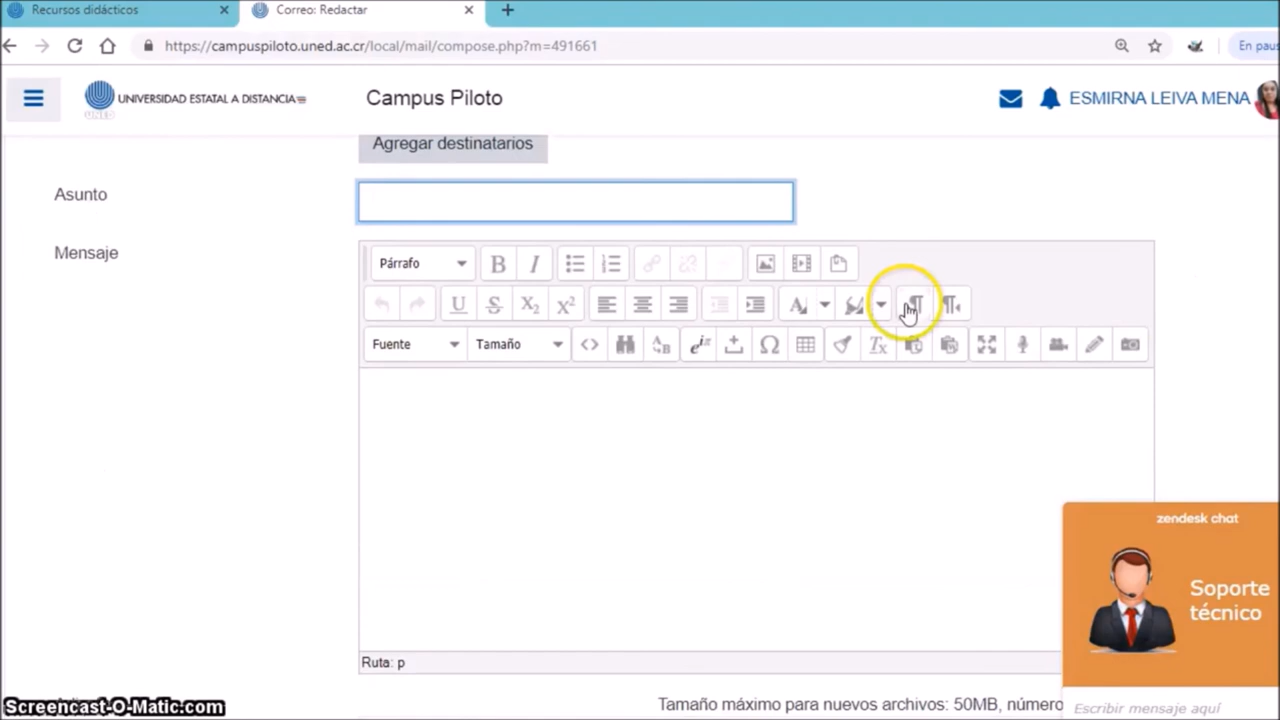 Recursos didácticos
Correo: Redactar
https://campuspiloto.uned.ac.cr/local/mail/compose.php?m=491661
En paus
UNED
UNIVERSIDAD ESTATAL A DISTANCIA
Campus Piloto
ESMIRNA LEIVA MENA
Agregar destinatarios
Asunto
Mensaje
Párrafo
Fuente
Tamaño
zendesk chat
Soporte
técnico
Ruta: p
Tamaño máximo para nuevos archivos: 50MB, número
Escribir mensaje aquí
Screencast-O-Matic.com